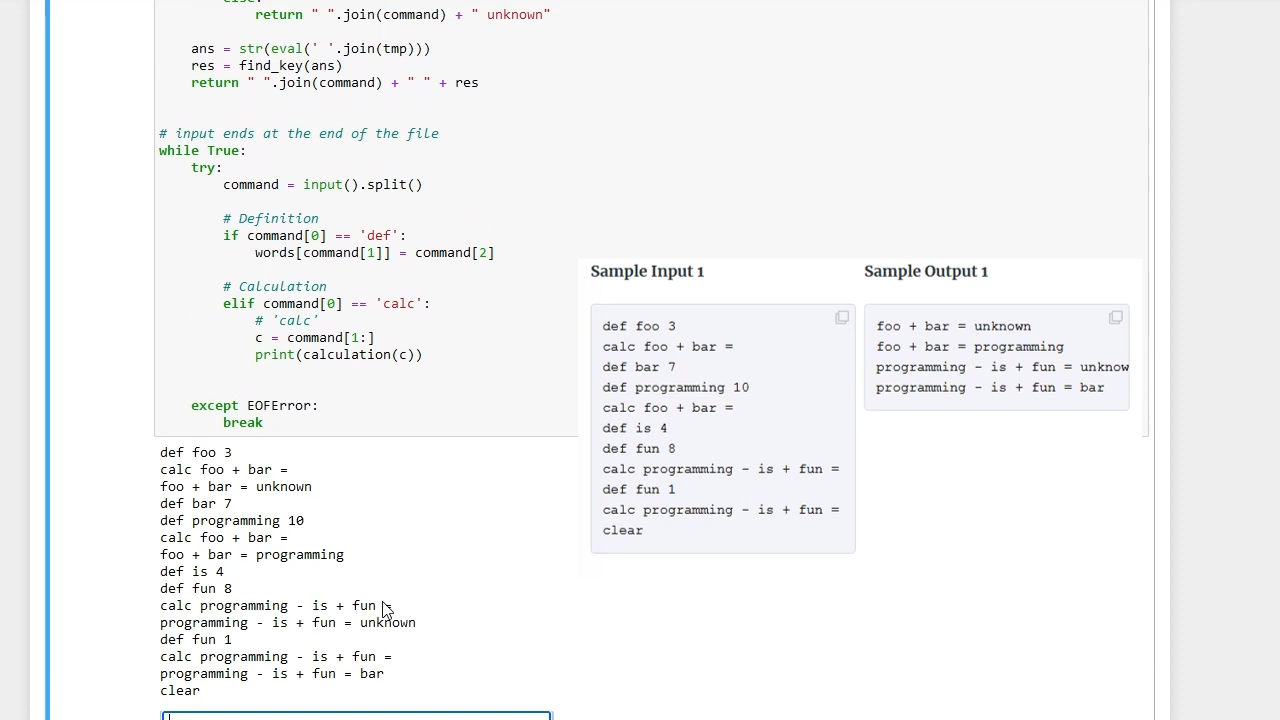 else:
return " ".join(command) + " unknown"
ans = str(eval(' '.join(tmp)))
res = find_key(ans)
return " ".join(command) + " " + res
# input ends at the end of the file
while True:
try:
command = input().split()
# Definition
if command[0] == 'def':
words[command[1]] = command[2]
# Calculation
elif command[0] == 'calc':
# 'calc'
c = command[1:]
print(calculation(c))
except EOFError:
break
def foo 3
calc foo + bar =
foo + bar = unknown
def bar 7
def programming 10
calc foo + bar =
foo + bar = programming
def is 4
def fun 8
calc programming - is + fun =
programming - is + fun = unknown
def fun 1
calc programming - is + fun =
programming - is + fun = bar
clear
Sample Input 1
def foo 3
calc foo + bar =
def bar 7
def programming 10
calc foo + bar =
def is 4
def fun 8
calc programming - is + fun =
def fun 1
calc programming - is + fun =
clear
Sample Output 1
foo + bar = unknown
foo + bar = programming
programming - is + fun = unknow
programming - is + fun = bar